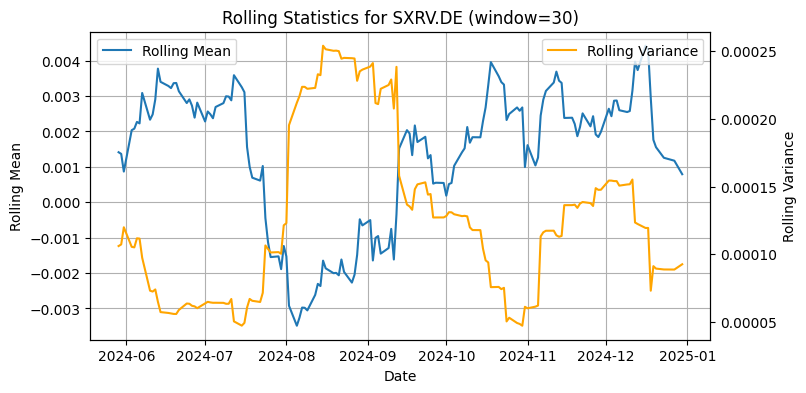 Rolling Statistics for SXRV.DE (window=30)
Rolling Mean
Rolling Variance
0.004
0.003
0.002
0.001
0.000
−0.001
−0.002
−0.003
Rolling Mean
0.00025
0.00020
0.00015
0.00010
0.00005
Rolling Variance
2024-06 2024-07 2024-08 2024-09 2024-10 2024-11 2024-12 2025-01
Date